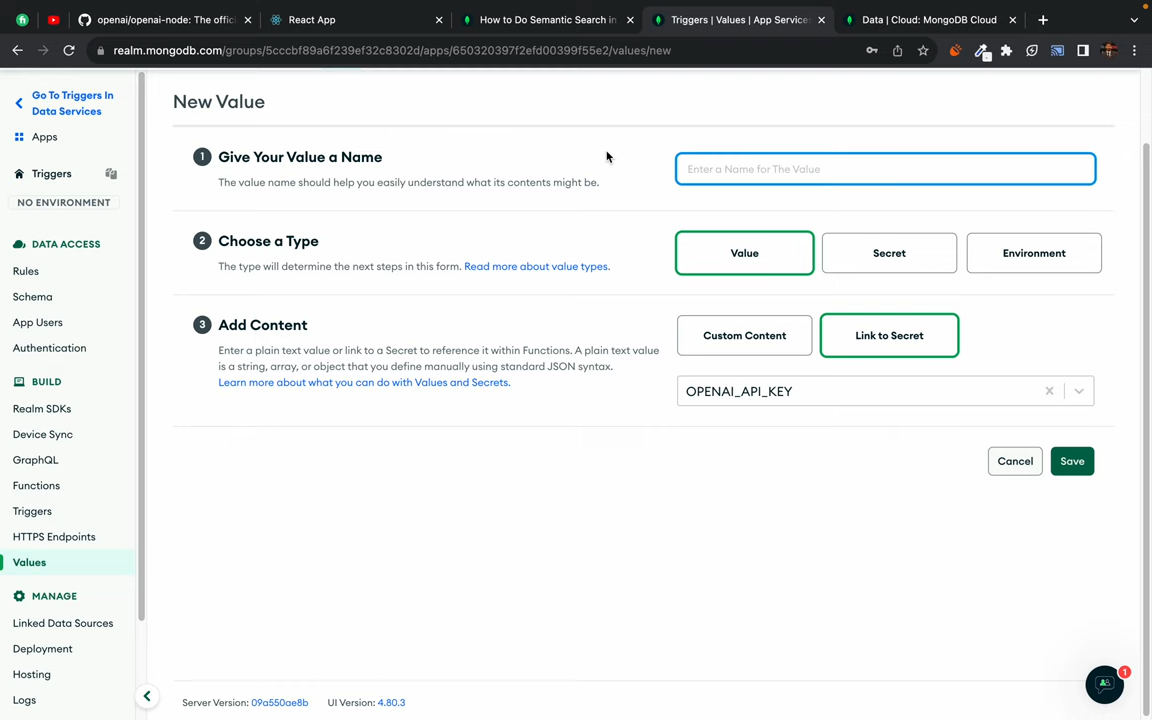 openai/openai-node: The offici
React App
How to Do Semantic Search in
Triggers | Values | App Service
Data | Cloud: MongoDB Cloud
realm.mongodb.com/groups/5cccbf89a6f239ef32c8302d/apps/650320397f2efd00399f55e2/values/new
Go To Triggers In
Data Services
Apps
Triggers
NO ENVIRONMENT
DATA ACCESS
Rules
Schema
App Users
Authentication
BUILD
Realm SDKs
Device Sync
GraphQL
Functions
Triggers
HTTPS Endpoints
Values
MANAGE
Linked Data Sources
Deployment
Hosting
Logs
New Value
1 Give Your Value a Name
The value name should help you easily understand what its contents might be.
Enter a Name for The Value
2 Choose a Type
The type will determine the next steps in this form. Read more about value types.
Value Secret Environment
3 Add Content
Enter a plain text value or link to a Secret to reference it within Functions. A plain text value
is a string, array, or object that you define manually using standard JSON syntax.
Learn more about what you can do with Values and Secrets.
Custom Content Link to Secret
OPENAI_API_KEY
Cancel Save
1
Server Version: 09a550ae8b UI Version: 4.80.3